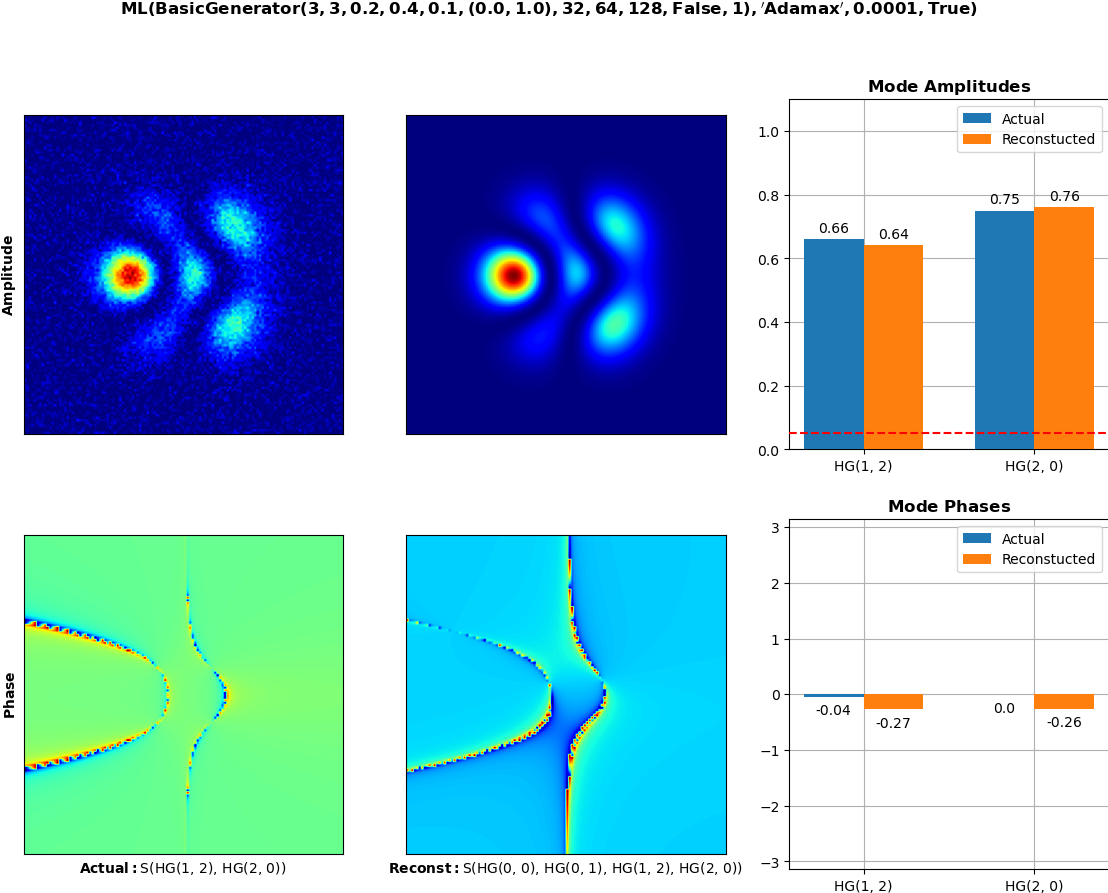 ML(BasicGenerator(3, 3, 0.2, 0.4, 0.1, (0.0, 1.0), 32, 64, 128, False, 1), ′Adamax′, 0.0001, True)
Amplitude
Mode Amplitudes
Actual
Reconstucted
1.0
0.8
0.6
0.4
0.2
0.0
0.66
0.64
0.75
0.76
HG(1, 2)
HG(2, 0)
Phase
Actual: S(HG(1, 2), HG(2, 0))
Reconst: S(HG(0, 0), HG(0, 1), HG(1, 2), HG(2, 0))
Mode Phases
Actual
Reconstucted
3
2
1
0
−1
−2
−3
-0.04
-0.27
0.0
-0.26
HG(1, 2)
HG(2, 0)